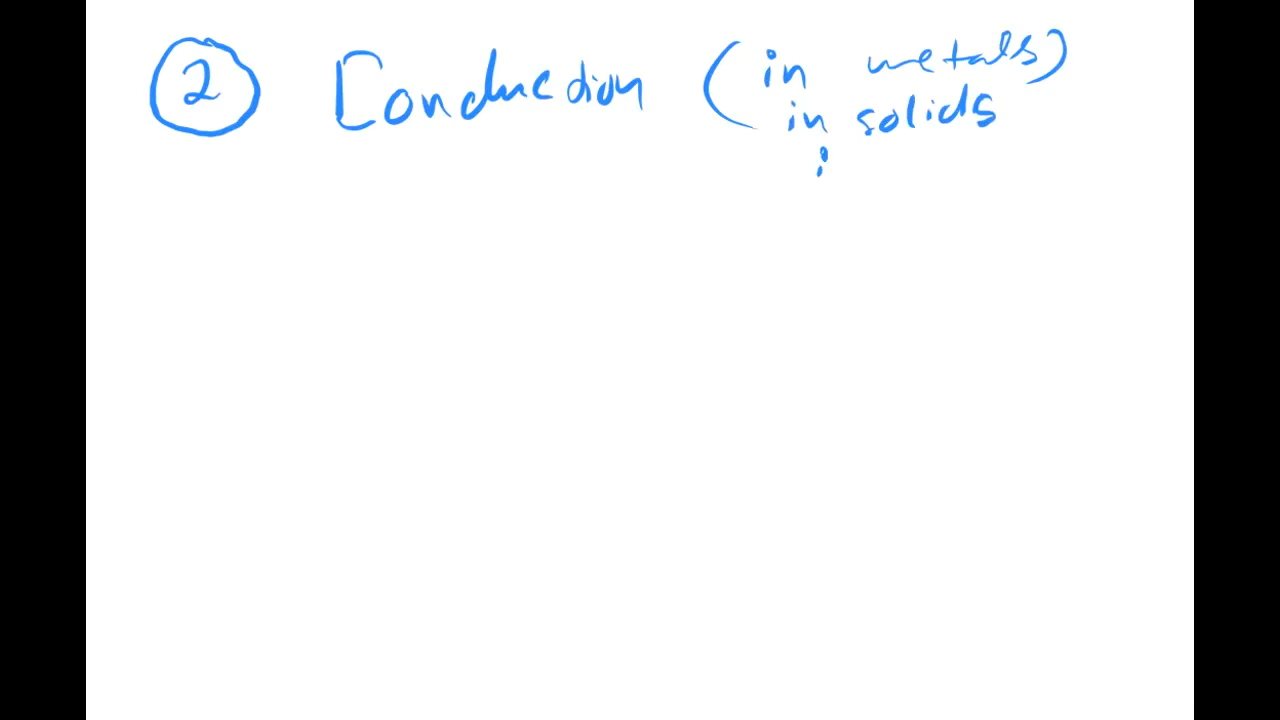 ② Conduction (in metals)
in solids
: